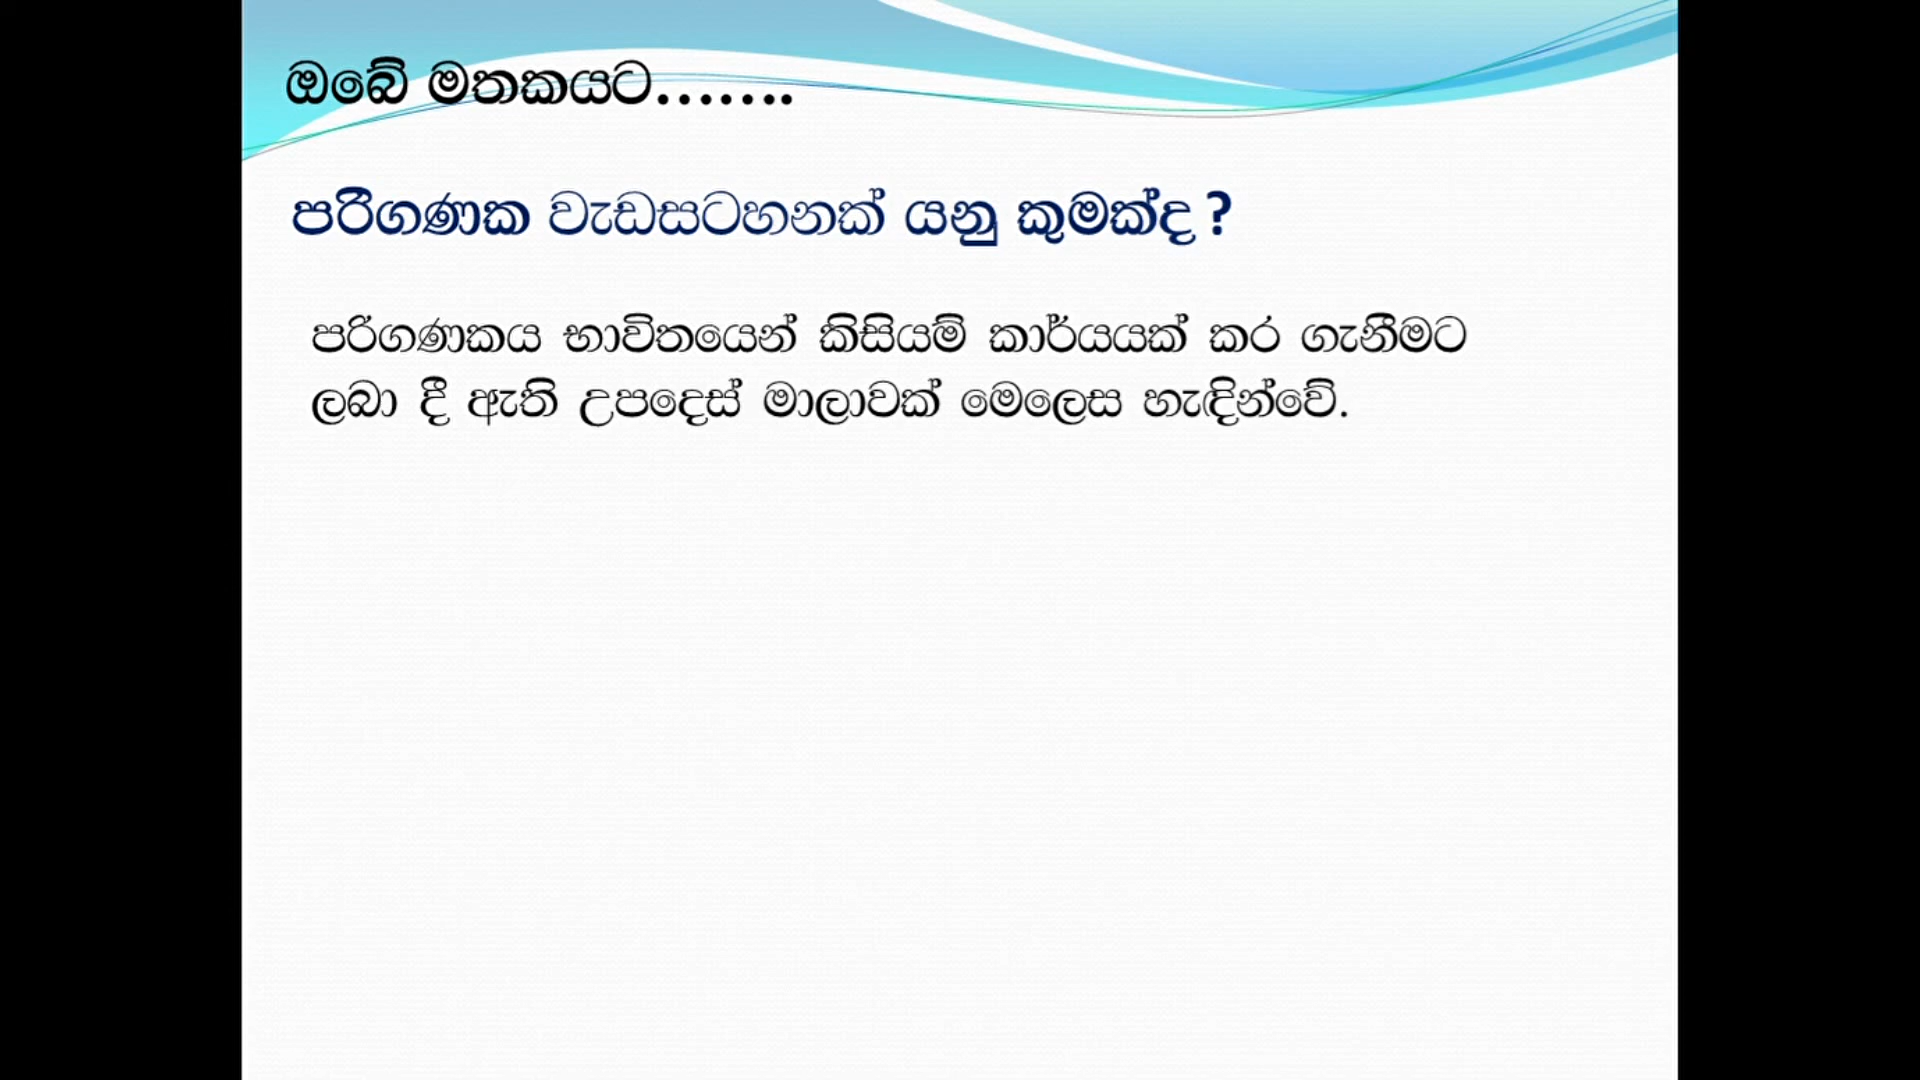 ඔබේ මතකයට.......
පරිගණක වැඩසටහනක් යනු කුමක්ද ?
පරිගණකය භාවිතයෙන් කිසියම් කාර්යයක් කර ගැනීමට
ලබා දී ඇති උපදෙස් මාලාවක් මෙලෙස හැඳින්වේ.